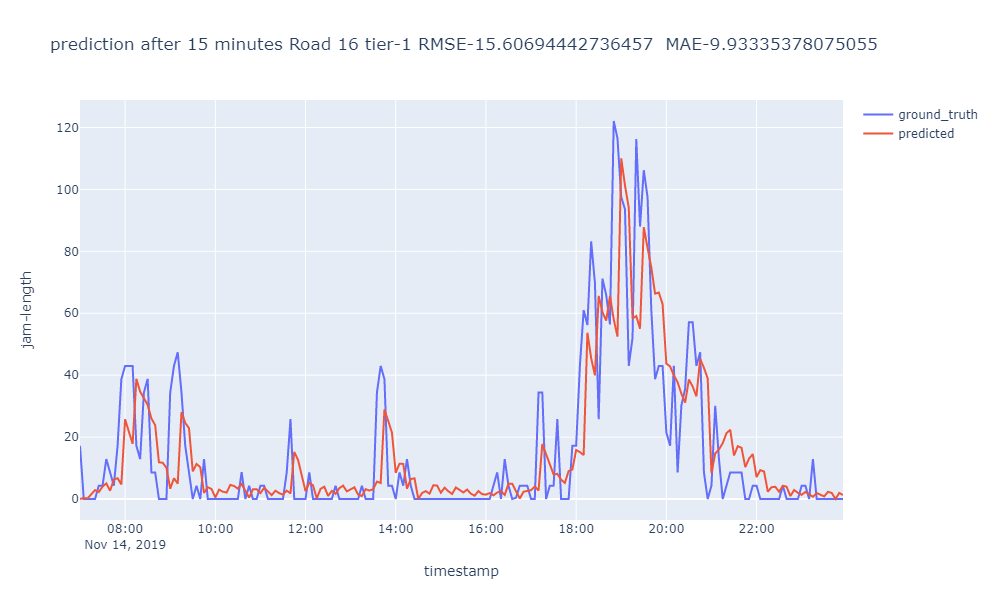 prediction after 15 minutes Road 16 tier-1 RMSE-15.60694442736457  MAE-9.93335378075055
ground_truth
predicted
120
100
80
60
40
20
0
jam-length
08:00 10:00 12:00 14:00 16:00 18:00 20:00 22:00
Nov 14, 2019
timestamp